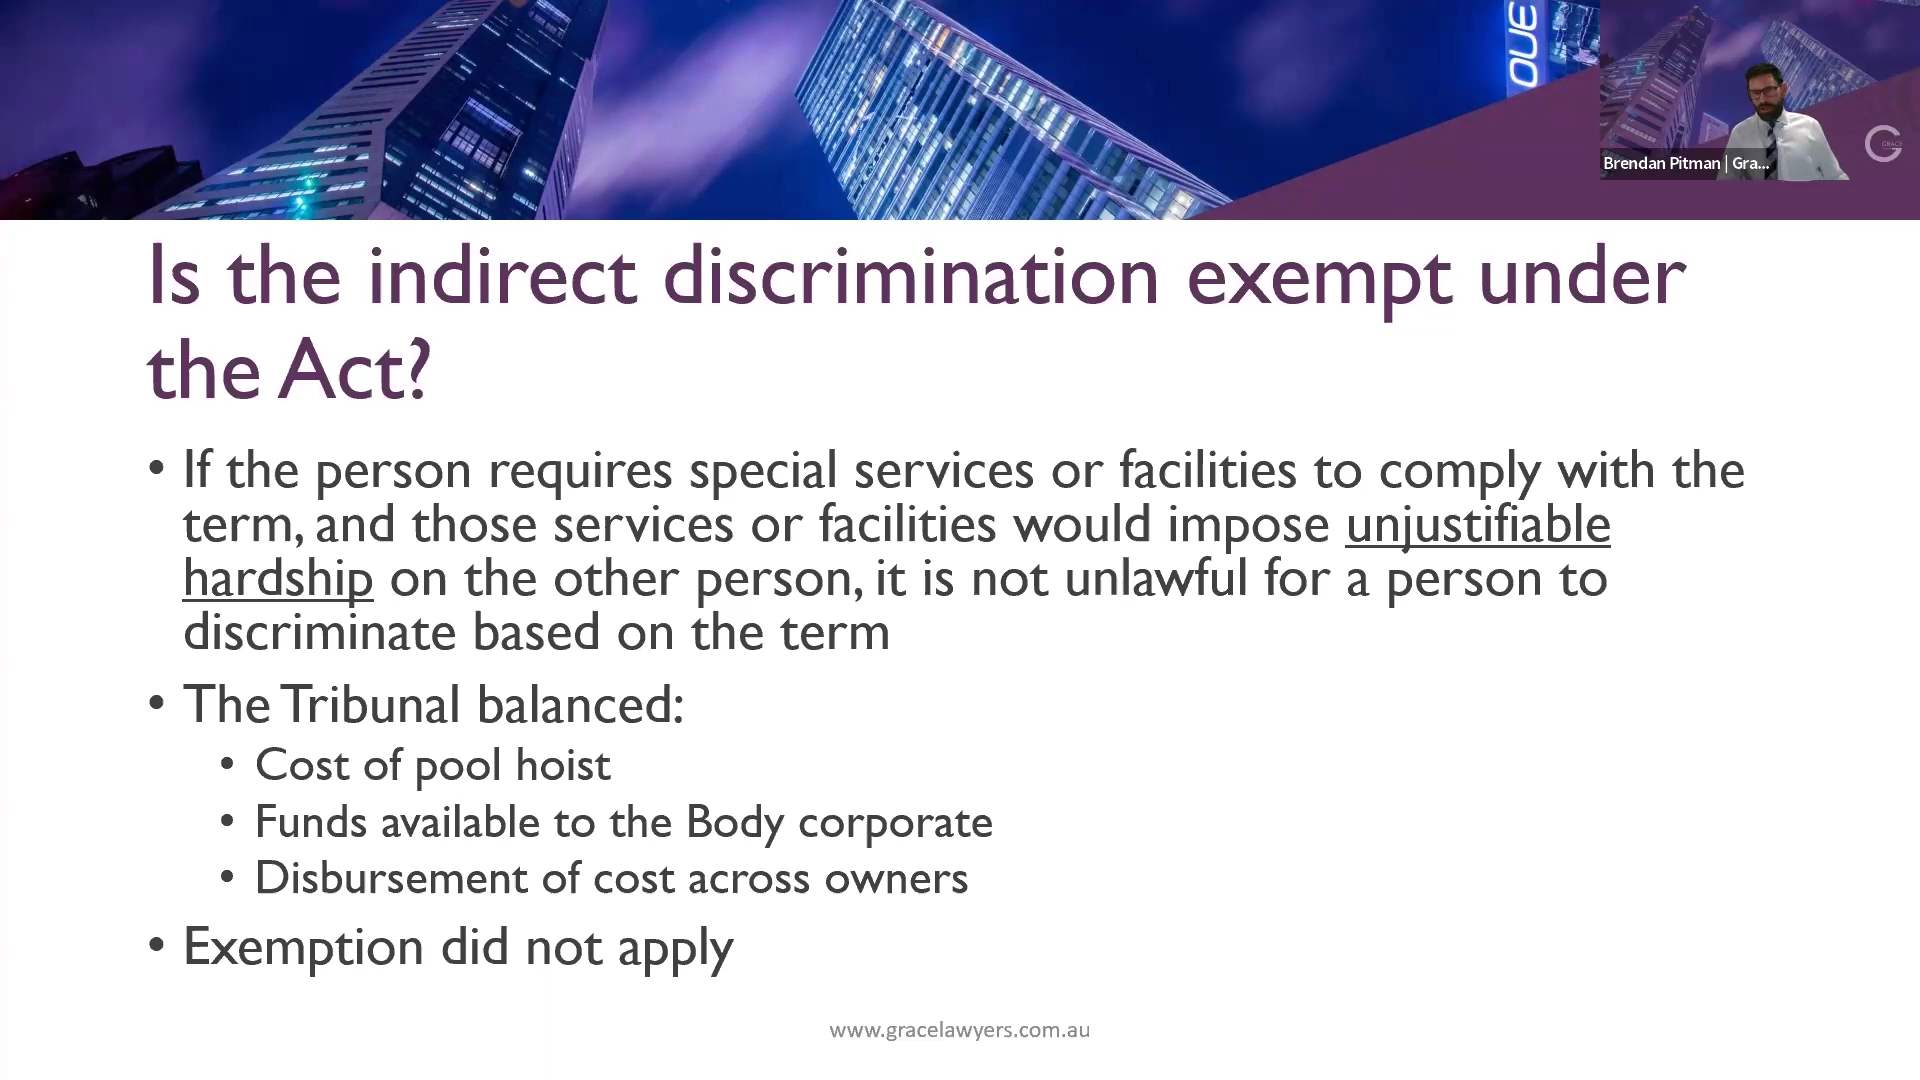 OUE
GRACE
Brendan Pitman | Gra...
Is the indirect discrimination exempt under
the Act?
• If the person requires special services or facilities to comply with the
term, and those services or facilities would impose unjustifiable
hardship on the other person, it is not unlawful for a person to
discriminate based on the term
• The Tribunal balanced:
• Cost of pool hoist
• Funds available to the Body corporate
• Disbursement of cost across owners
• Exemption did not apply
www.gracelawyers.com.au